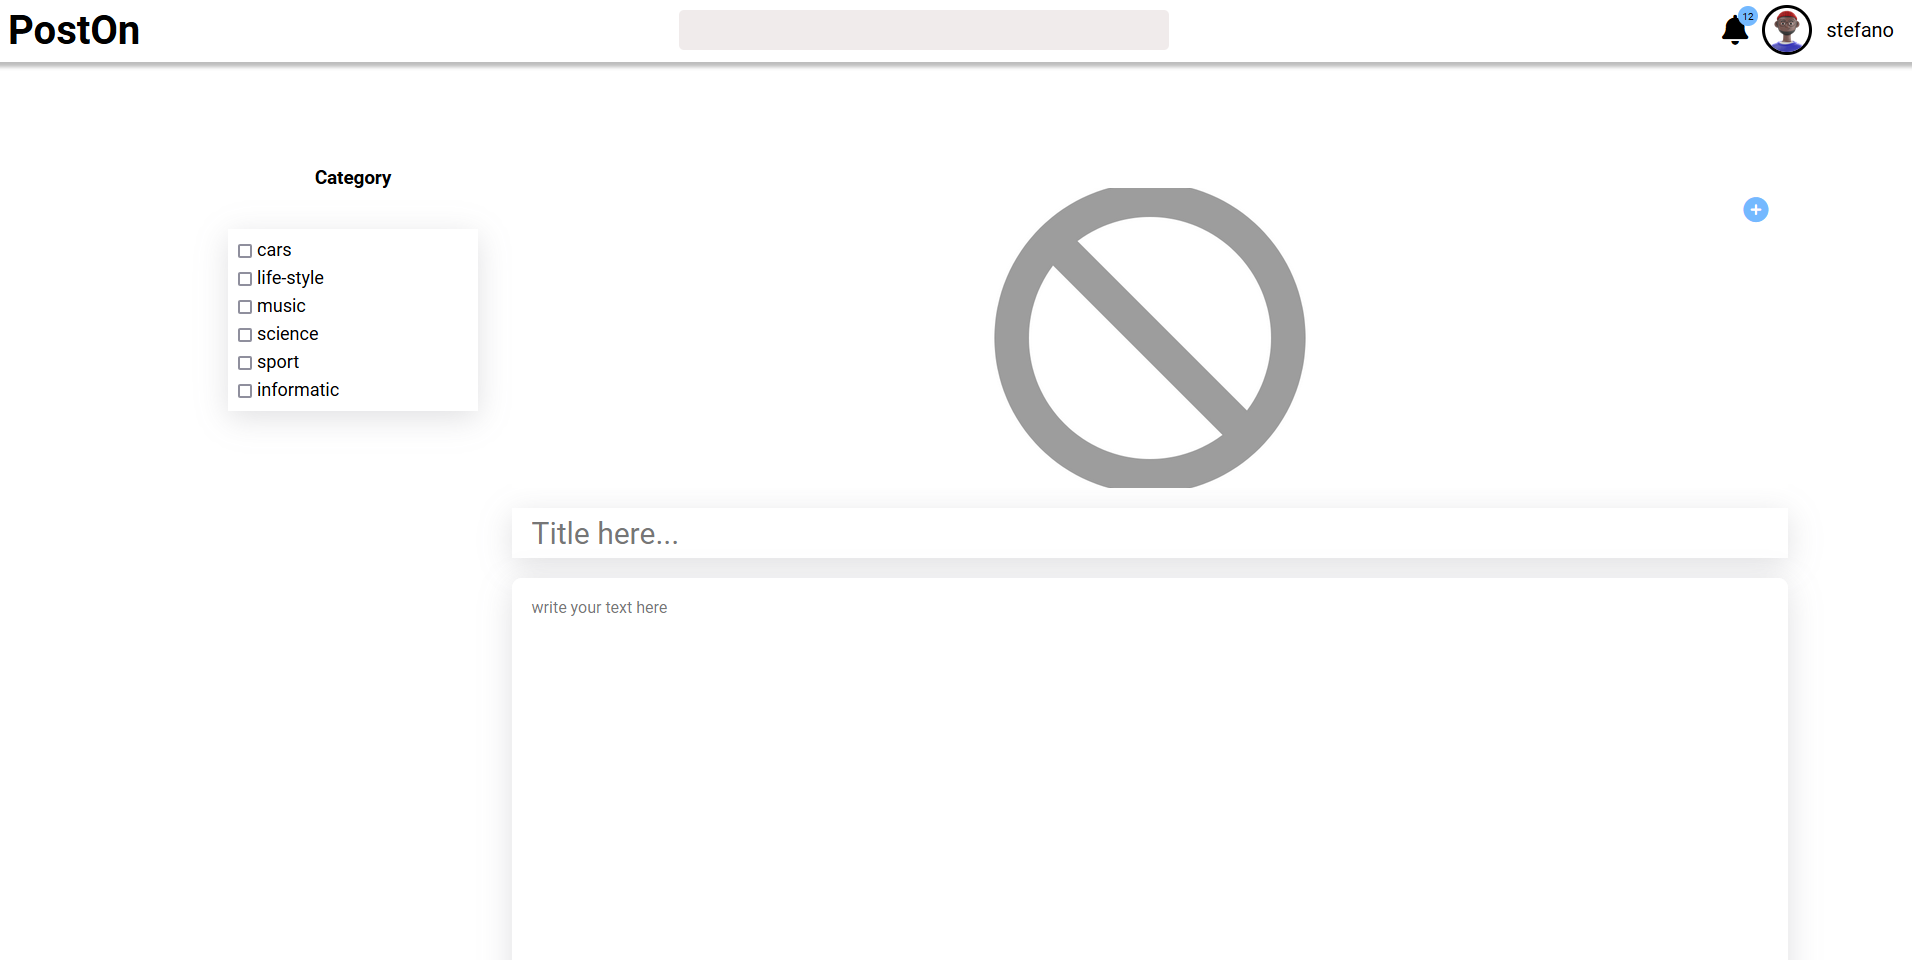 PostOn
12
stefano
Category
cars
life-style
music
science
sport
informatic
Title here...
write your text here